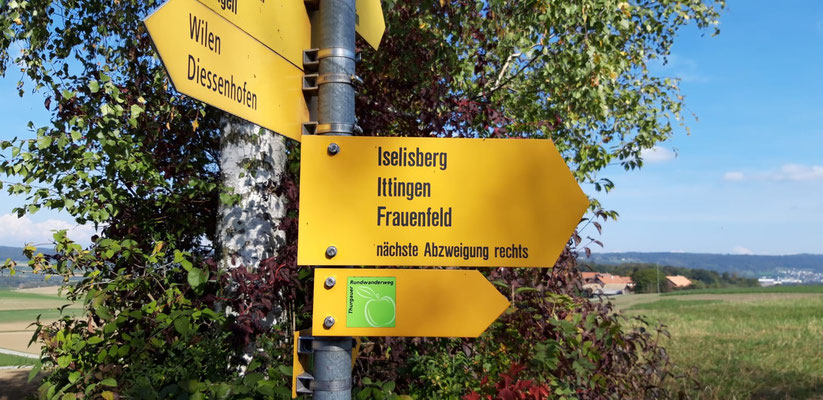 Wilen
Diessenhofen
Iselisberg
Ittingen
Frauenfeld
nächste Abzweigung rechts
Thurgauer Rundwanderweg